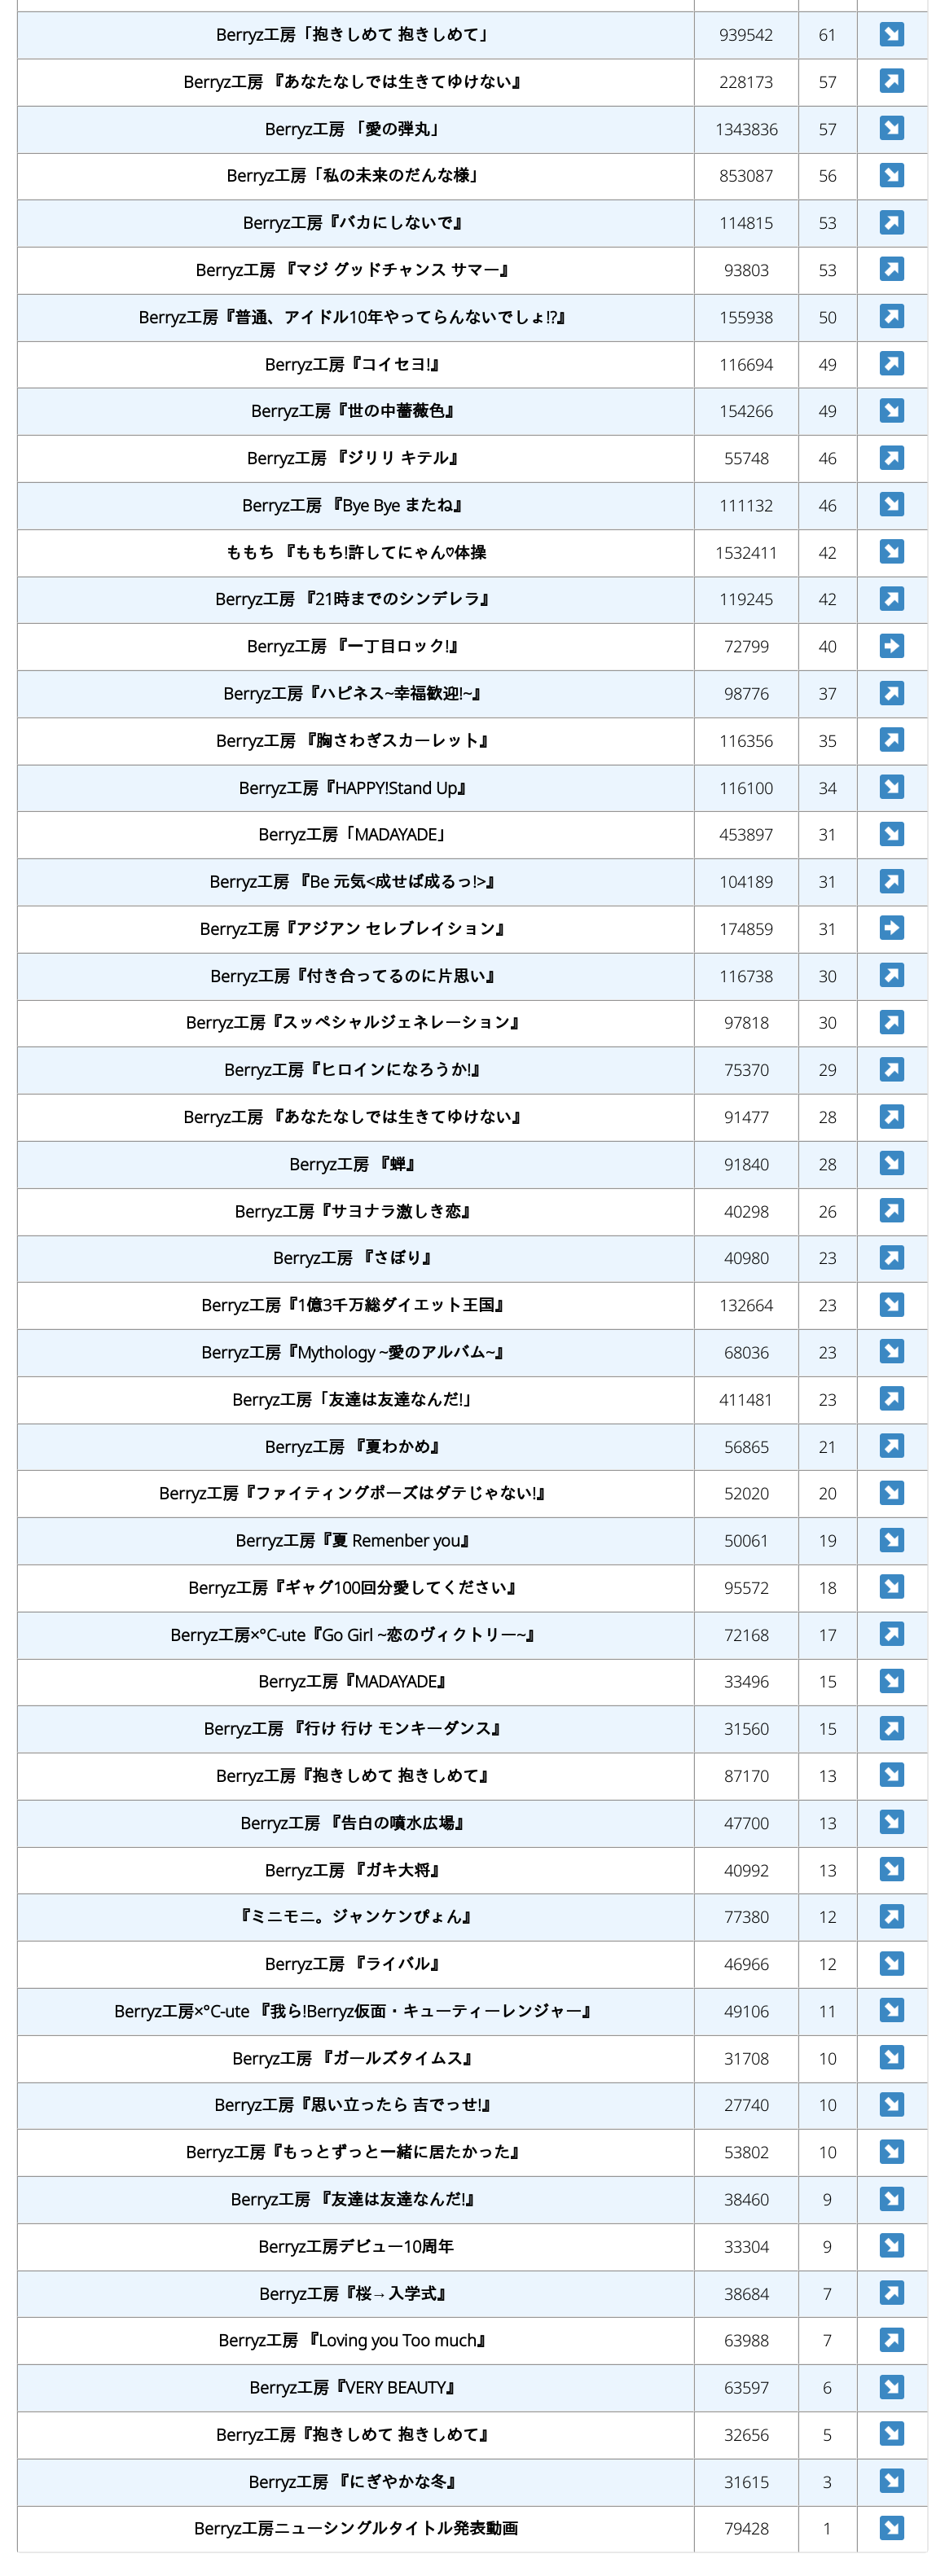 Berryz工房「抱きしめて 抱きしめて」 939542 61 ↘
Berryz工房 『あなたなしでは生きてゆけない』 228173 57 ↗
Berryz工房 「愛の弾丸」 1343836 57 ↘
Berryz工房「私の未来のだんな様」 853087 56 ↘
Berryz工房『バカにしないで』 114815 53 ↗
Berryz工房 『マジ グッドチャンス サマー』 93803 53 ↗
Berryz工房『普通、アイドル10年やってらんないでしょ!?』 155938 50 ↗
Berryz工房『コイセヨ!』 116694 49 ↗
Berryz工房『世の中薔薇色』 154266 49 ↘
Berryz工房 『ジリリ キテル』 55748 46 ↗
Berryz工房 『Bye Bye またね』 111132 46 ↘
ももち 『ももち!許してにゃん♡体操 1532411 42 ↘
Berryz工房 『21時までのシンデレラ』 119245 42 ↗
Berryz工房 『一丁目ロック!』 72799 40 ➡
Berryz工房『ハピネス~幸福歓迎!~』 98776 37 ↗
Berryz工房 『胸さわぎスカーレット』 116356 35 ↗
Berryz工房『HAPPY!Stand Up』 116100 34 ↘
Berryz工房「MADAYADE」 453897 31 ↘
Berryz工房 『Be 元気<成せば成るっ!>』 104189 31 ↗
Berryz工房『アジアン セレブレイション』 174859 31 ➡
Berryz工房『付き合ってるのに片思い』 116738 30 ↗
Berryz工房『スッペシャルジェネレーション』 97818 30 ↗
Berryz工房『ヒロインになろうか!』 75370 29 ↗
Berryz工房 『あなたなしでは生きてゆけない』 91477 28 ↗
Berryz工房 『蝉』 91840 28 ↘
Berryz工房『サヨナラ激しき恋』 40298 26 ↗
Berryz工房 『さぼり』 40980 23 ↗
Berryz工房『1億3千万総ダイエット王国』 132664 23 ↘
Berryz工房『Mythology ~愛のアルバム~』 68036 23 ↘
Berryz工房「友達は友達なんだ!」 411481 23 ↗
Berryz工房 『夏わかめ』 56865 21 ↗
Berryz工房『ファイティングポーズはダテじゃない!』 52020 20 ↘
Berryz工房『夏 Remenber you』 50061 19 ↘
Berryz工房『ギャグ100回分愛してください』 95572 18 ↘
Berryz工房×°C-ute『Go Girl ~恋のヴィクトリー~』 72168 17 ↗
Berryz工房『MADAYADE』 33496 15 ↘
Berryz工房 『行け 行け モンキーダンス』 31560 15 ↗
Berryz工房『抱きしめて 抱きしめて』 87170 13 ↘
Berryz工房 『告白の噴水広場』 47700 13 ↘
Berryz工房 『ガキ大将』 40992 13 ↘
『ミニモニ。ジャンケンぴょん』 77380 12 ↗
Berryz工房 『ライバル』 46966 12 ↘
Berryz工房×°C-ute 『我ら!Berryz仮面・キューティーレンジャー』 49106 11 ↘
Berryz工房 『ガールズタイムス』 31708 10 ↘
Berryz工房『思い立ったら 吉でっせ!』 27740 10 ↘
Berryz工房『もっとずっと一緒に居たかった』 53802 10 ↘
Berryz工房 『友達は友達なんだ!』 38460 9 ↘
Berryz工房デビュー10周年 33304 9 ↘
Berryz工房『桜→入学式』 38684 7 ↗
Berryz工房 『Loving you Too much』 63988 7 ↗
Berryz工房『VERY BEAUTY』 63597 6 ↘
Berryz工房『抱きしめて 抱きしめて』 32656 5 ↘
Berryz工房 『にぎやかな冬』 31615 3 ↘
Berryz工房ニューシングルタイトル発表動画 79428 1 ↘